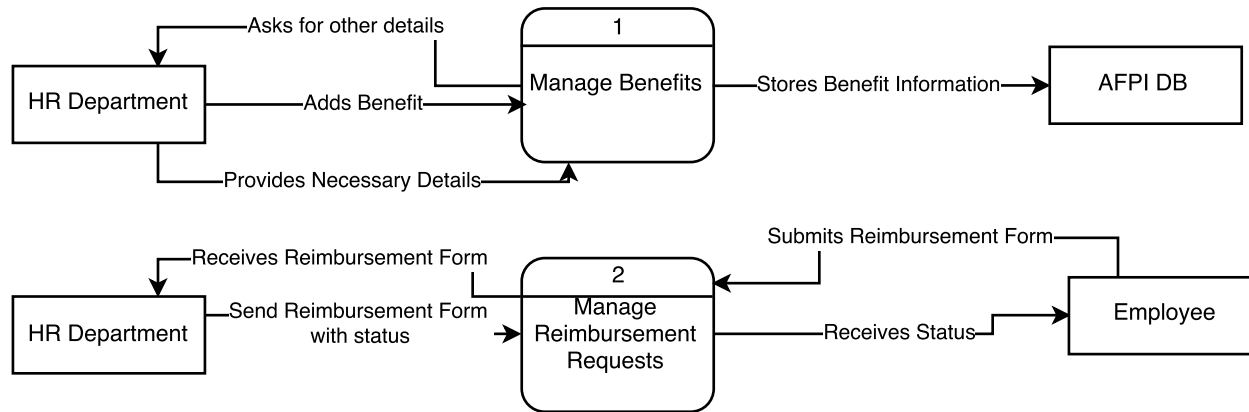 Asks for other details
1
HR Department
Adds Benefit
Manage Benefits
Stores Benefit Information
AFPI DB
Provides Necessary Details
Submits Reimbursement Form
Receives Reimbursement Form
2
HR Department
Send Reimbursement Form
with status
Manage
Reimbursement
Requests
Receives Status
Employee